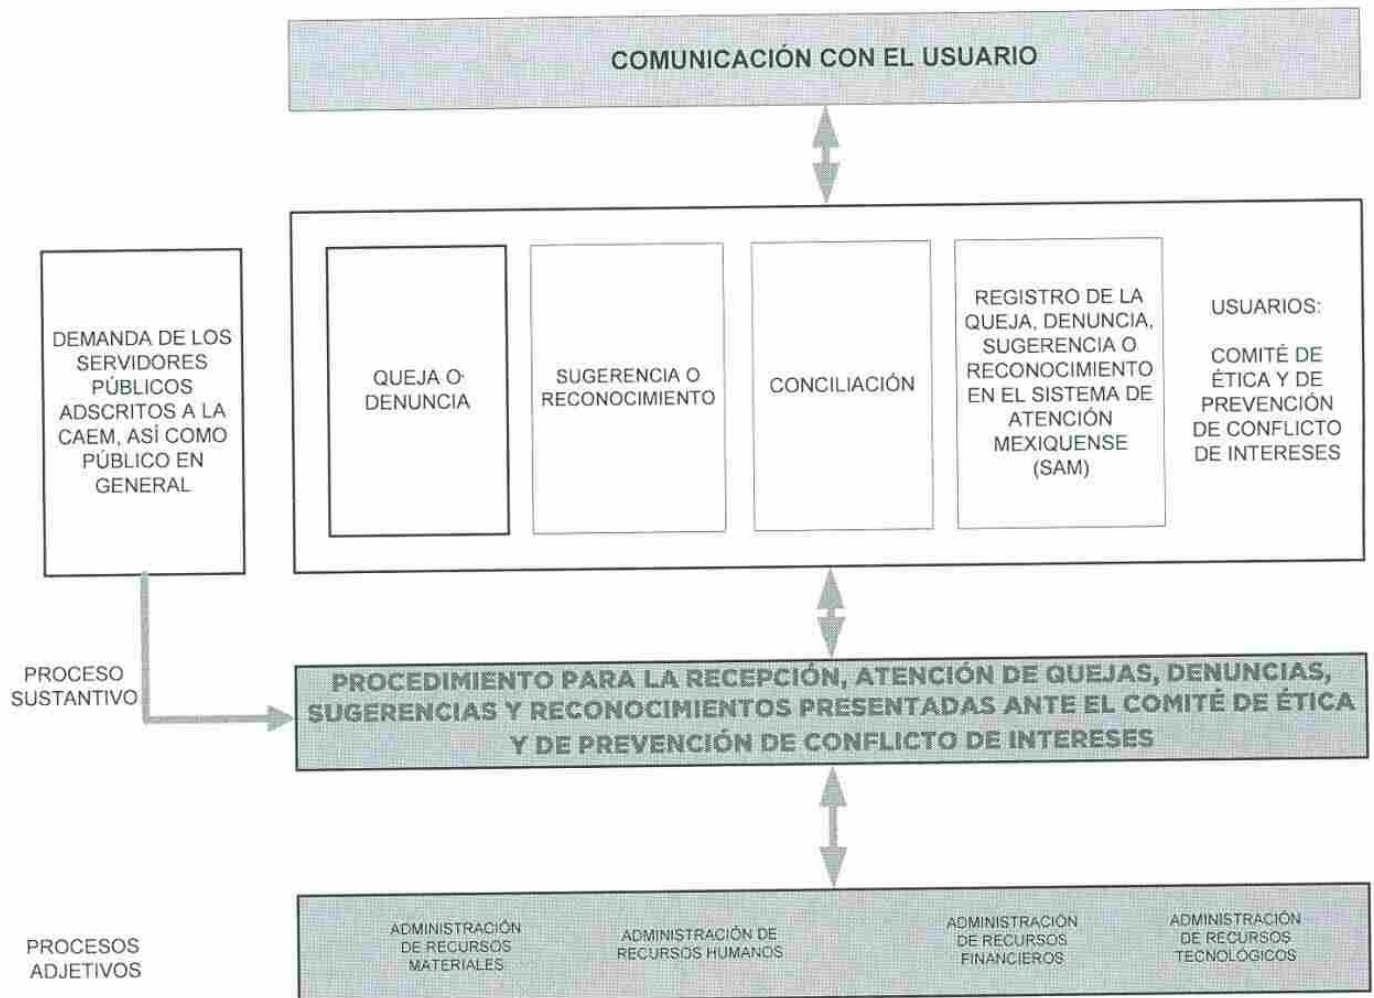 COMUNICACIÓN CON EL USUARIO
DEMANDA DE LOS
SERVIDORES
PÚBLICOS
ADSCRITOS A LA
CAEM, ASÍ COMO
PÚBLICO EN
GENERAL
QUEJA O
DENUNCIA
SUGERENCIA O
RECONOCIMIENTO
CONCILIACIÓN
REGISTRO DE LA
QUEJA, DENUNCIA,
SUGERENCIA O
RECONOCIMIENTO
EN EL SISTEMA DE
ATENCIÓN
MEXIQUENSE
(SAM)
USUARIOS:
COMITÉ DE
ÉTICA Y DE
PREVENCIÓN
DE CONFLICTO
DE INTERESES
PROCESO
SUSTANTIVO
PROCEDIMIENTO PARA LA RECEPCIÓN, ATENCIÓN DE QUEJAS, DENUNCIAS,
SUGERENCIAS Y RECONOCIMIENTOS PRESENTADAS ANTE EL COMITÉ DE ÉTICA
Y DE PREVENCIÓN DE CONFLICTO DE INTERESES
PROCESOS
ADJETIVOS
ADMINISTRACIÓN
DE RECURSOS
MATERIALES
ADMINISTRACIÓN DE
RECURSOS HUMANOS
ADMINISTRACIÓN
DE RECURSOS
FINANCIEROS
ADMINISTRACIÓN
DE RECURSOS
TECNOLÓGICOS